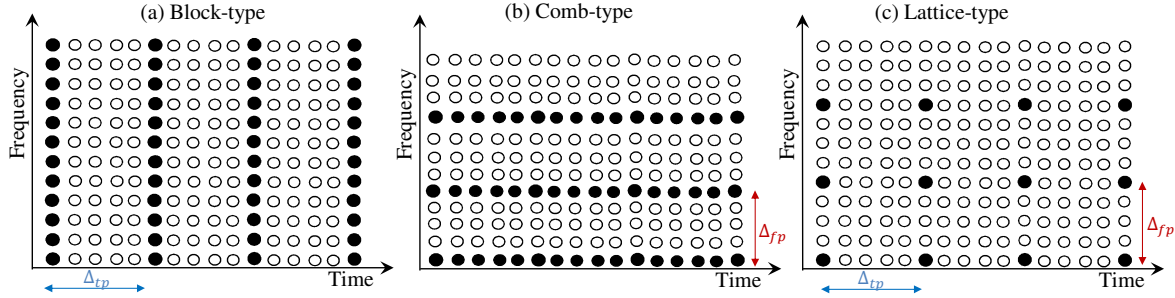 (a) Block-type
(b) Comb-type
(c) Lattice-type
Frequency
Frequency
Frequency
Δ_{fp}
Δ_{fp}
Time
Time
Time
Δ_{tp}
Δ_{tp}